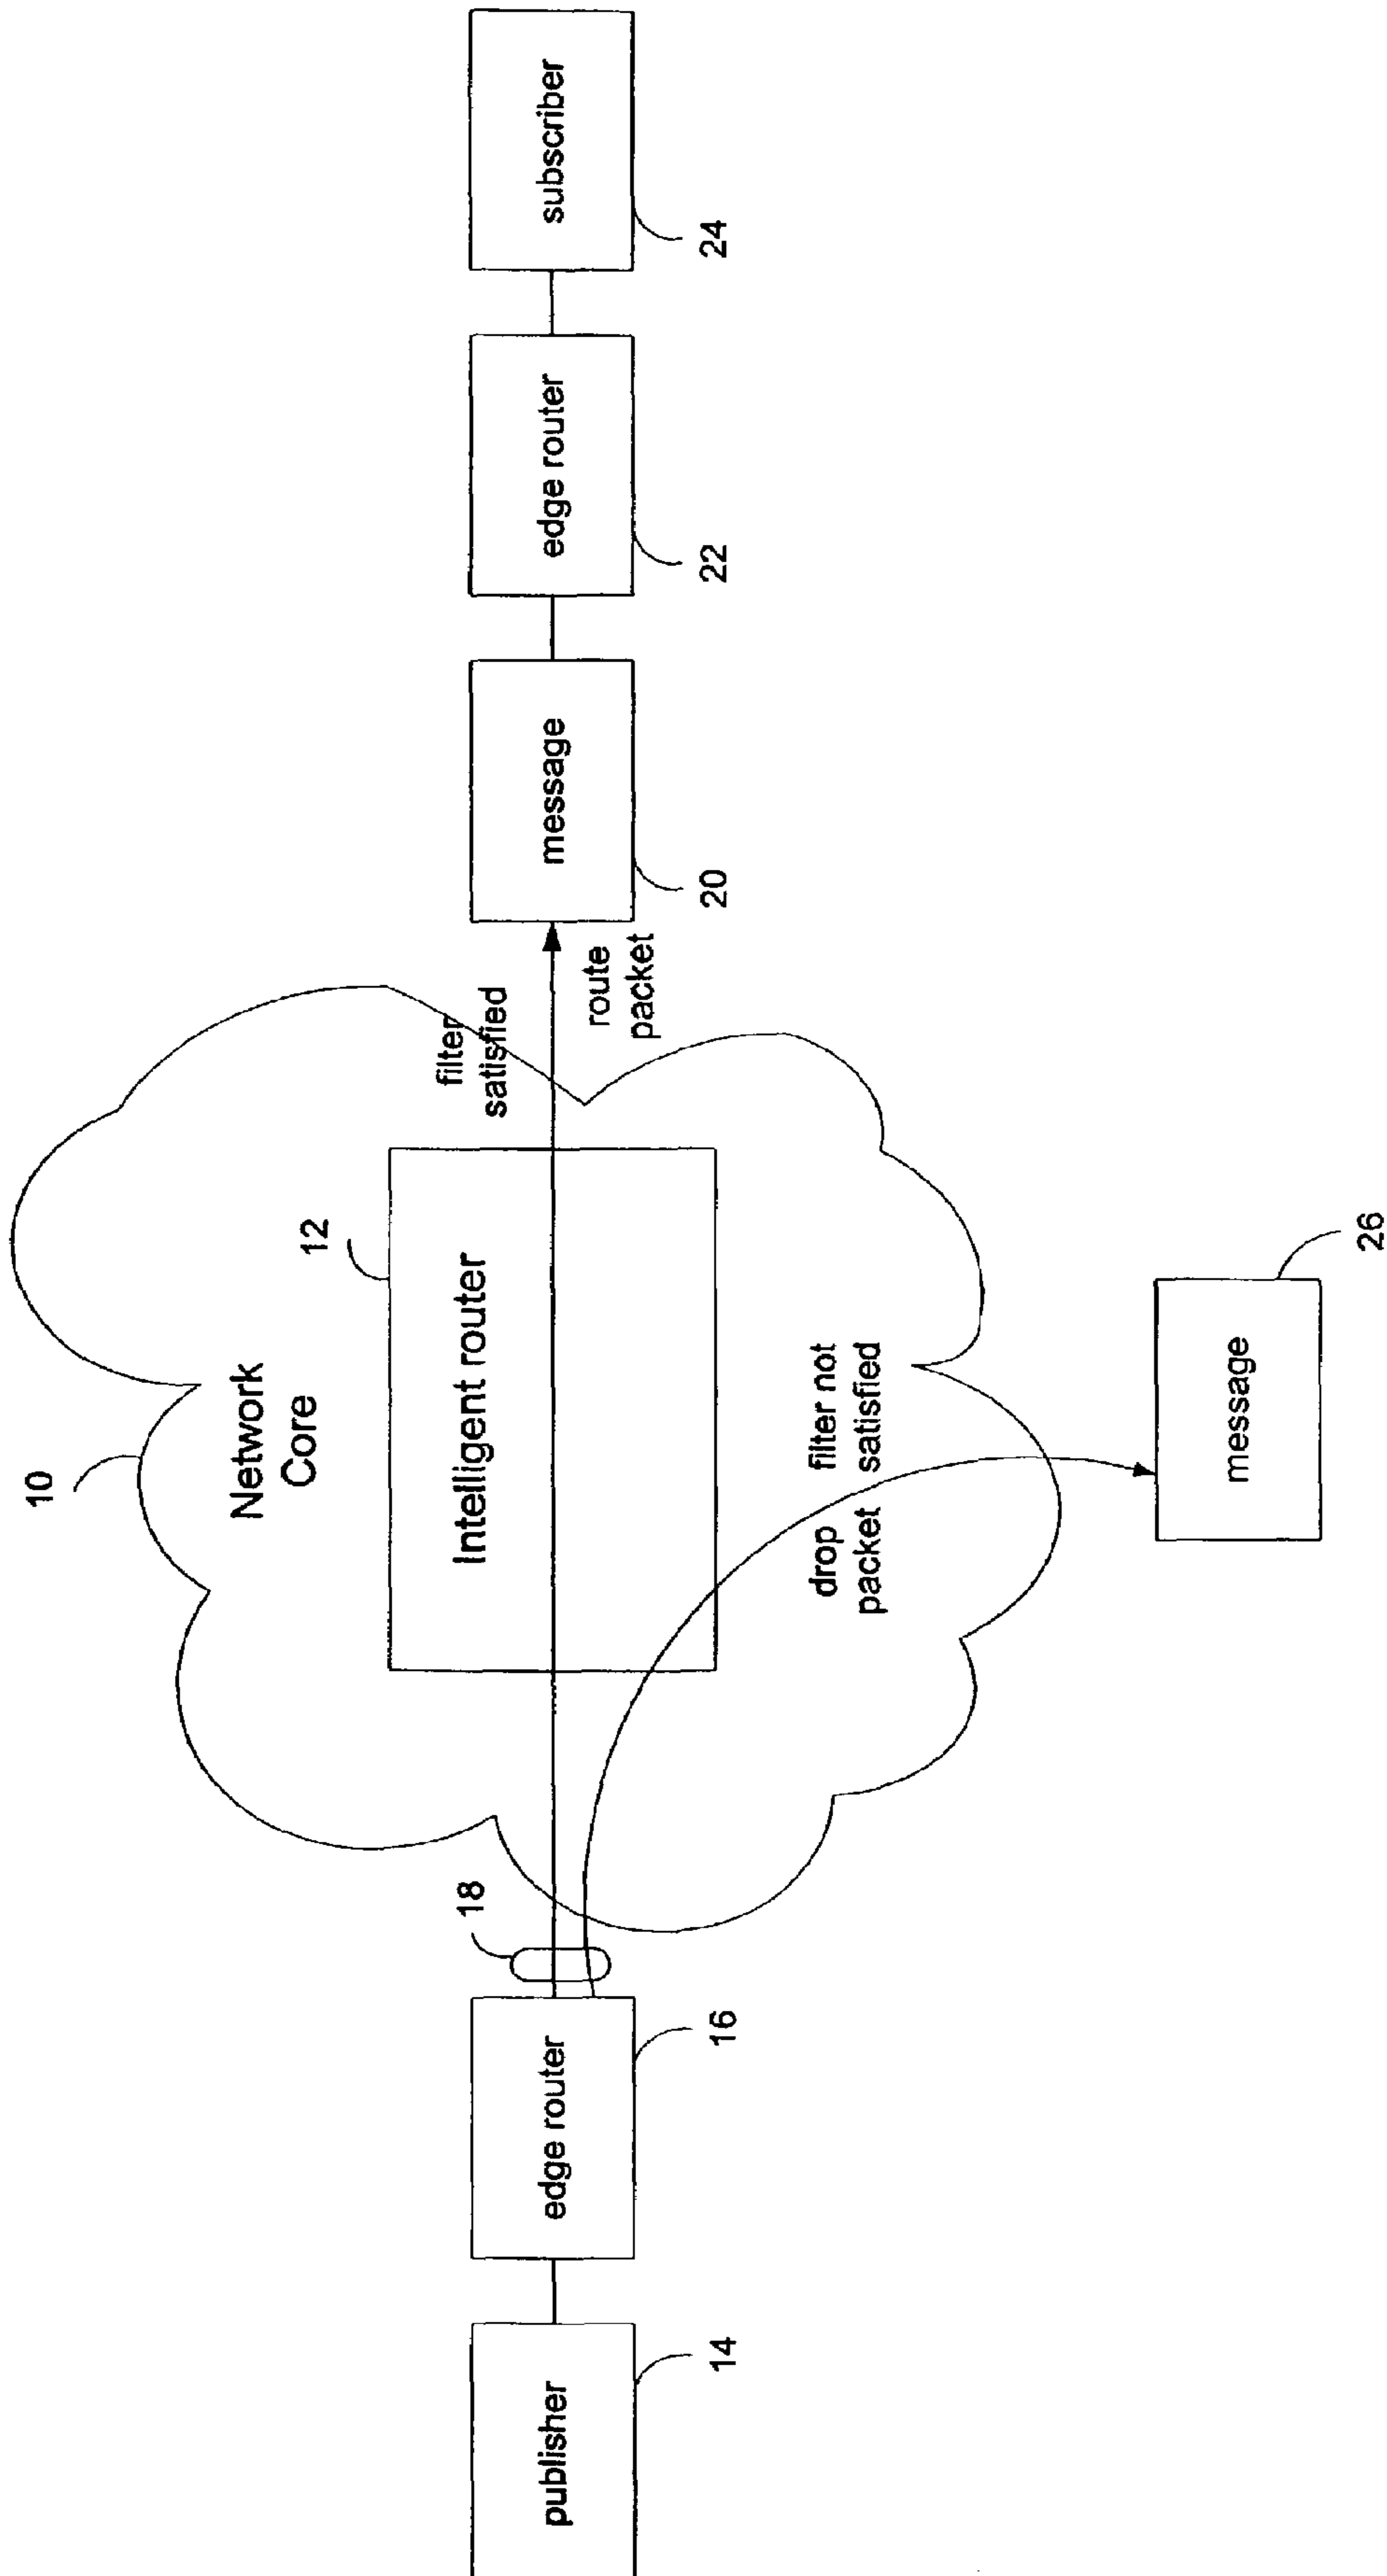 10
Network
Core
12
Intelligent router
filter
satisfied
route
packet
drop
packet
filter not
satisfied
publisher
14
edge router
16
18
message
20
edge router
22
subscriber
24
message
26